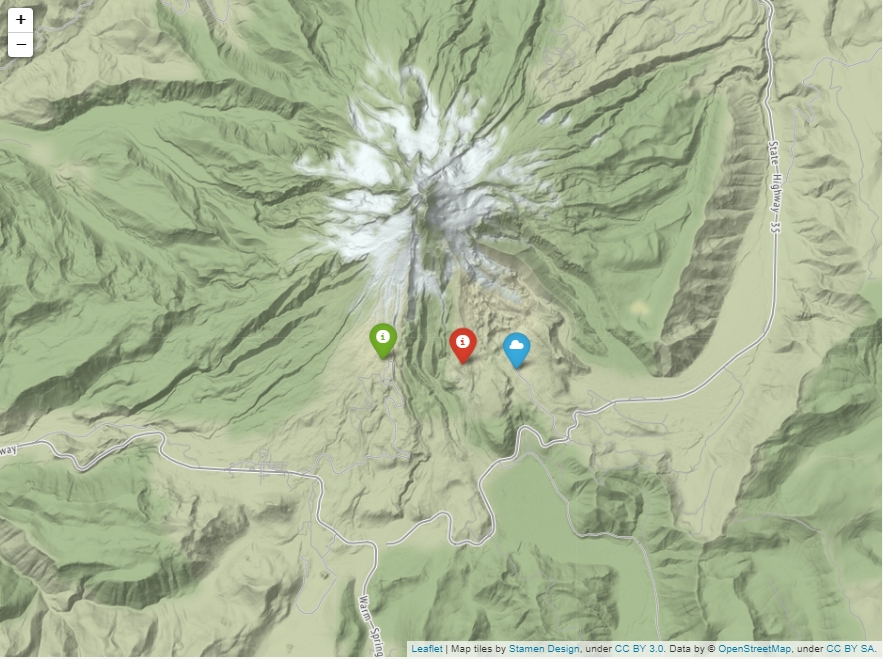 +
−
State Highway 35
way
Warm Spring
Leaflet | Map tiles by Stamen Design, under CC BY 3.0. Data by © OpenStreetMap, under CC BY SA.